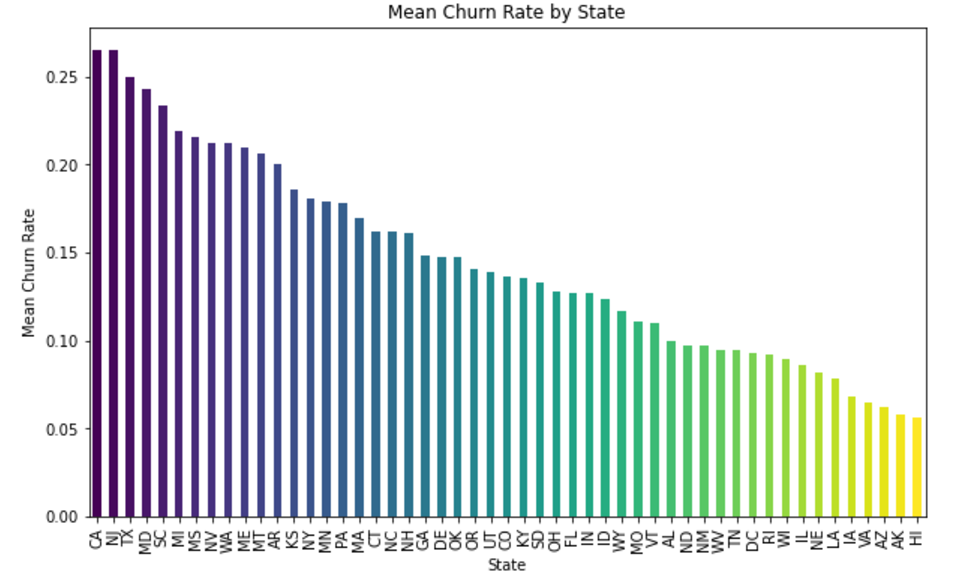 Mean Churn Rate by State
Mean Churn Rate
0.25
0.20
0.15
0.10
0.05
0.00
CA NJ TX MD SC MI MS NV WA ME MT AR KS NY MN PA MA CT NC NH GA DE OK OR UT CO KY SD OH FL IN ID WY MO VT AL ND NM WV TN DC RI WI IL NE LA IA VA AZ AK HI
State